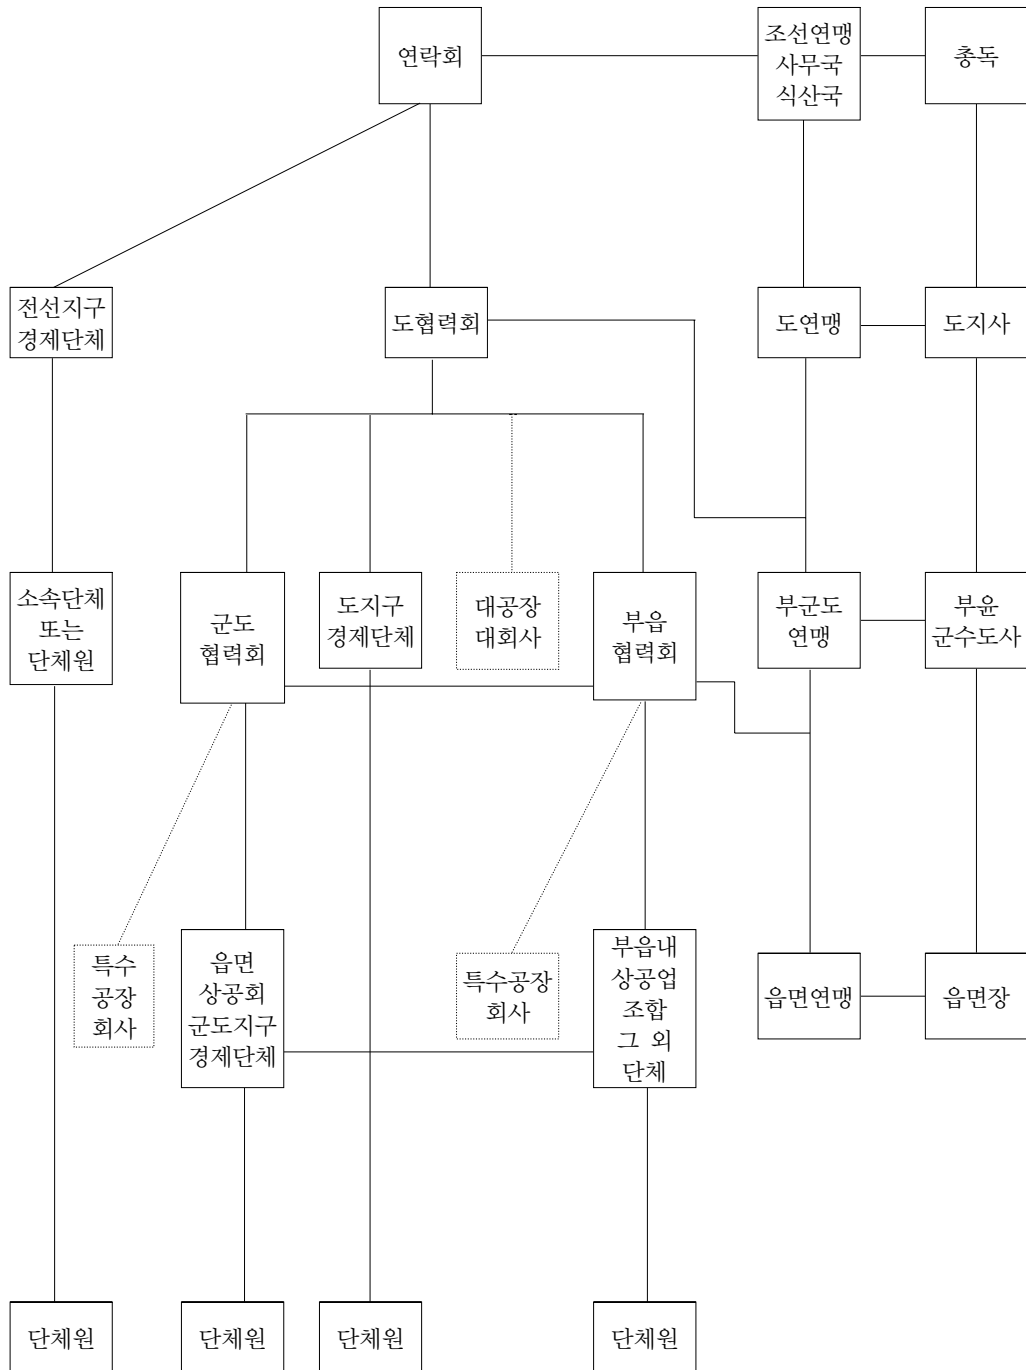 연락회
조선연맹
사무국
식산국
총독
전선지구
경제단체
도협력회
도연맹
도지사
소속단체
또는
단체원
군도
협력회
도지구
경제단체
대공장
대회사
부읍
협력회
부군도
연맹
부윤
군수도사
특수
공장
회사
읍면
상공회
군도지구
경제단체
특수공장
회사
부읍내
상공업
조합
그 외
단체
읍면연맹
읍면장
단체원
단체원
단체원
단체원